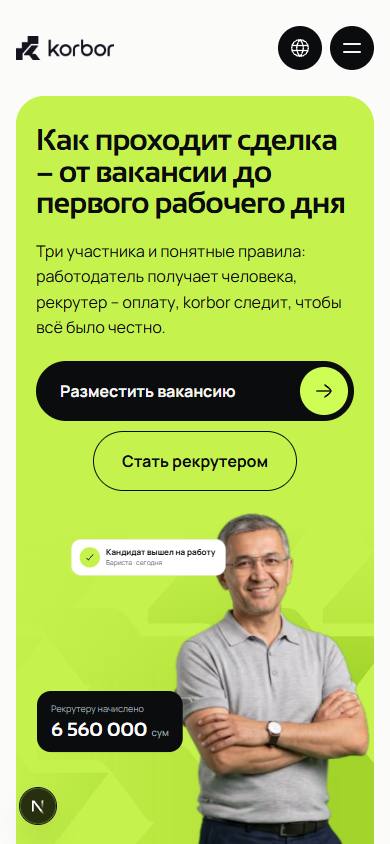 korbor
Как проходит сделка
– от вакансии до
первого рабочего дня
Три участника и понятные правила:
работодатель получает человека,
рекрутер – оплату, korbor следит, чтобы
всё было честно.
Разместить вакансию
Стать рекрутером
Кандидат вышел на работу
Бариста · сегодня
Рекрутеру начислено
6 560 000 сум
N